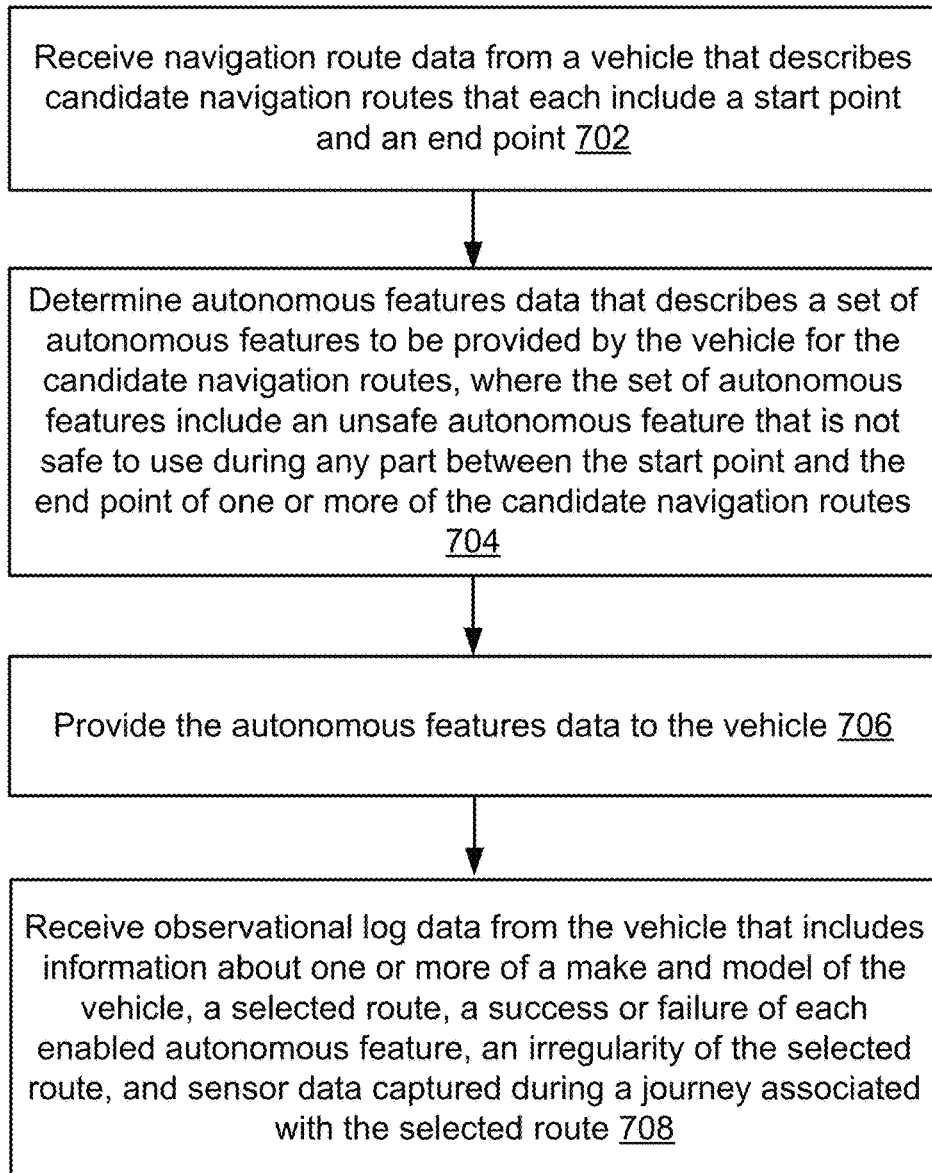 Receive navigation route data from a vehicle that describes
candidate navigation routes that each include a start point
and an end point 702
Determine autonomous features data that describes a set of
autonomous features to be provided by the vehicle for the
candidate navigation routes, where the set of autonomous
features include an unsafe autonomous feature that is not
safe to use during any part between the start point and the
end point of one or more of the candidate navigation routes
704
Provide the autonomous features data to the vehicle 706
Receive observational log data from the vehicle that includes
information about one or more of a make and model of the
vehicle, a selected route, a success or failure of each
enabled autonomous feature, an irregularity of the selected
route, and sensor data captured during a journey associated
with the selected route 708